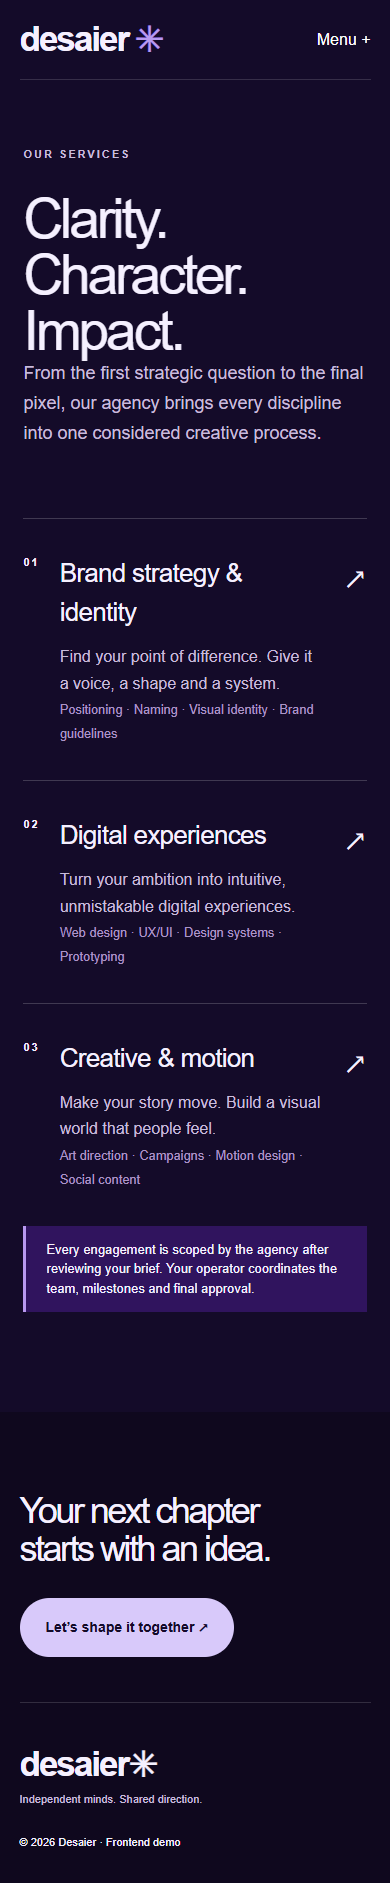 desaier ✳
Menu +
OUR SERVICES
Clarity.
Character.
Impact.
From the first strategic question to the final
pixel, our agency brings every discipline
into one considered creative process.
01
Brand strategy &
identity
↗
Find your point of difference. Give it
a voice, a shape and a system.
Positioning · Naming · Visual identity · Brand
guidelines
02
Digital experiences
↗
Turn your ambition into intuitive,
unmistakable digital experiences.
Web design · UX/UI · Design systems ·
Prototyping
03
Creative & motion
↗
Make your story move. Build a visual
world that people feel.
Art direction · Campaigns · Motion design ·
Social content
Every engagement is scoped by the agency after
reviewing your brief. Your operator coordinates the
team, milestones and final approval.
Your next chapter
starts with an idea.
Let’s shape it together ↗
desaier✳
Independent minds. Shared direction.
© 2026 Desaier · Frontend demo